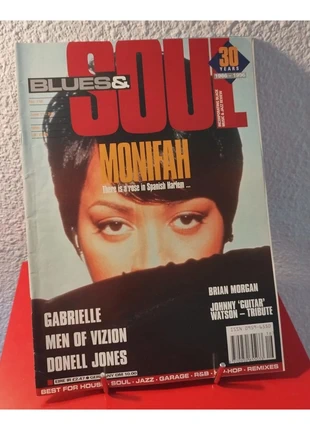 BLUES&
SOUL
30
YEARS
MONIFAH
There is a rose in Spanish Harlem ...
GABRIELLE
MEN OF VIZION
DONELL JONES
BRIAN MORGAN
JOHNNY 'GUITAR'
WATSON – TRIBUTE
BEST FOR HOUSE · SOUL · JAZZ · GARAGE · R&B · HIP-HOP · REMIXES